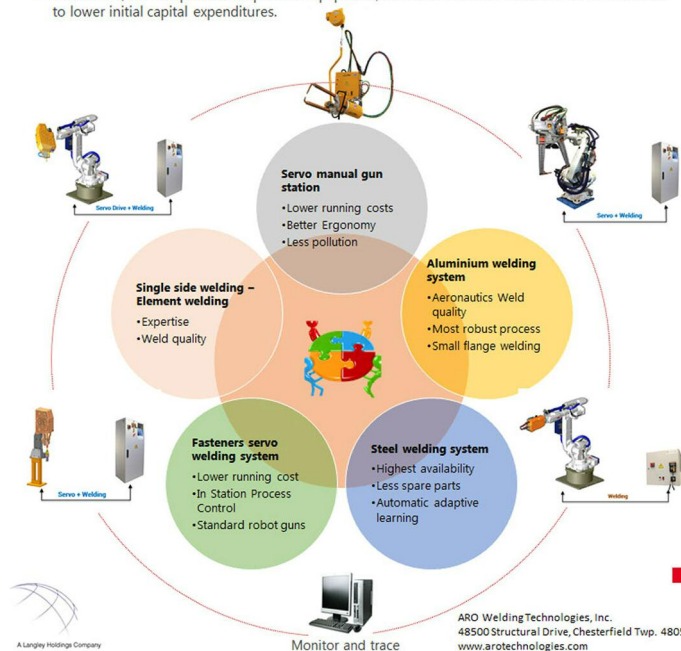 to lower initial capital expenditures.
Servo manual gun
station
•Lower running costs
•Better Ergonomy
•Less pollution
Servo Drive + Welding
Servo + Welding
Single side welding –
Element welding
•Expertise
•Weld quality
Aluminium welding
system
•Aeronautics Weld
quality
•Most robust process
•Small flange welding
Fasteners servo
welding system
•Lower running cost
•In Station Process
Control
•Standard robot guns
Steel welding system
•Highest availability
•Less spare parts
•Automatic adaptive
learning
Servo + Welding
Welding
Monitor and trace
A Langley Holdings Company
ARO Welding Technologies, Inc.
48500 Structural Drive, Chesterfield Twp. 4805
www.arotechnologies.com